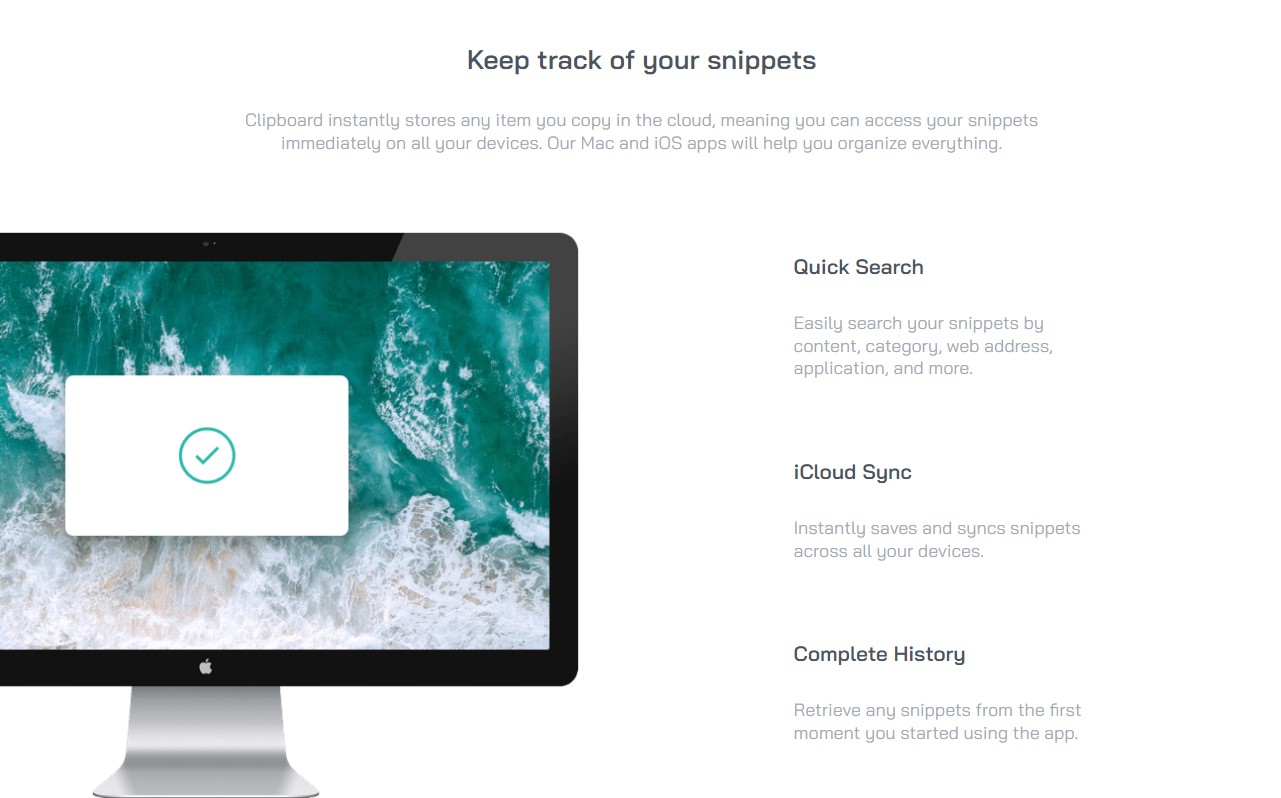 Keep track of your snippets
Clipboard instantly stores any item you copy in the cloud, meaning you can access your snippets
immediately on all your devices. Our Mac and iOS apps will help you organize everything.
Quick Search
Easily search your snippets by
content, category, web address,
application, and more.
iCloud Sync
Instantly saves and syncs snippets
across all your devices.
Complete History
Retrieve any snippets from the first
moment you started using the app.